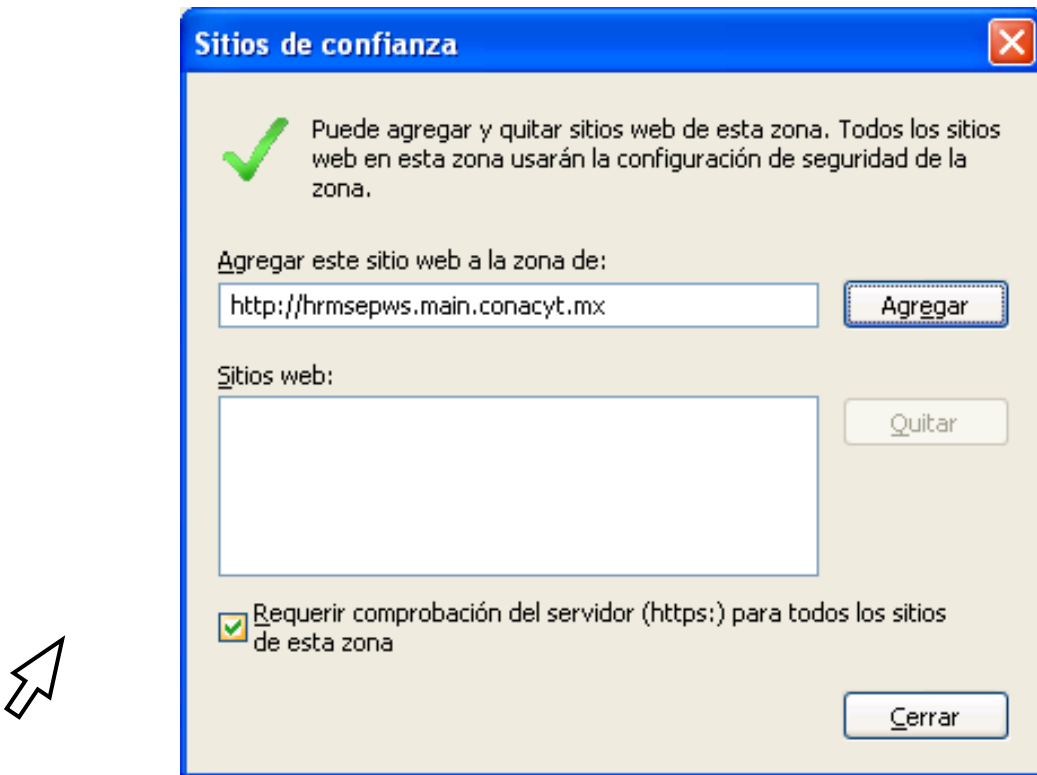 Sitios de confianza
Puede agregar y quitar sitios web de esta zona. Todos los sitios
web en esta zona usarán la configuración de seguridad de la
zona.
Agregar este sitio web a la zona de:
http://hrmsepws.main.conacyt.mx
Agregar
Sitios web:
Quitar
Requerir comprobación del servidor (https:) para todos los sitios
de esta zona
Cerrar